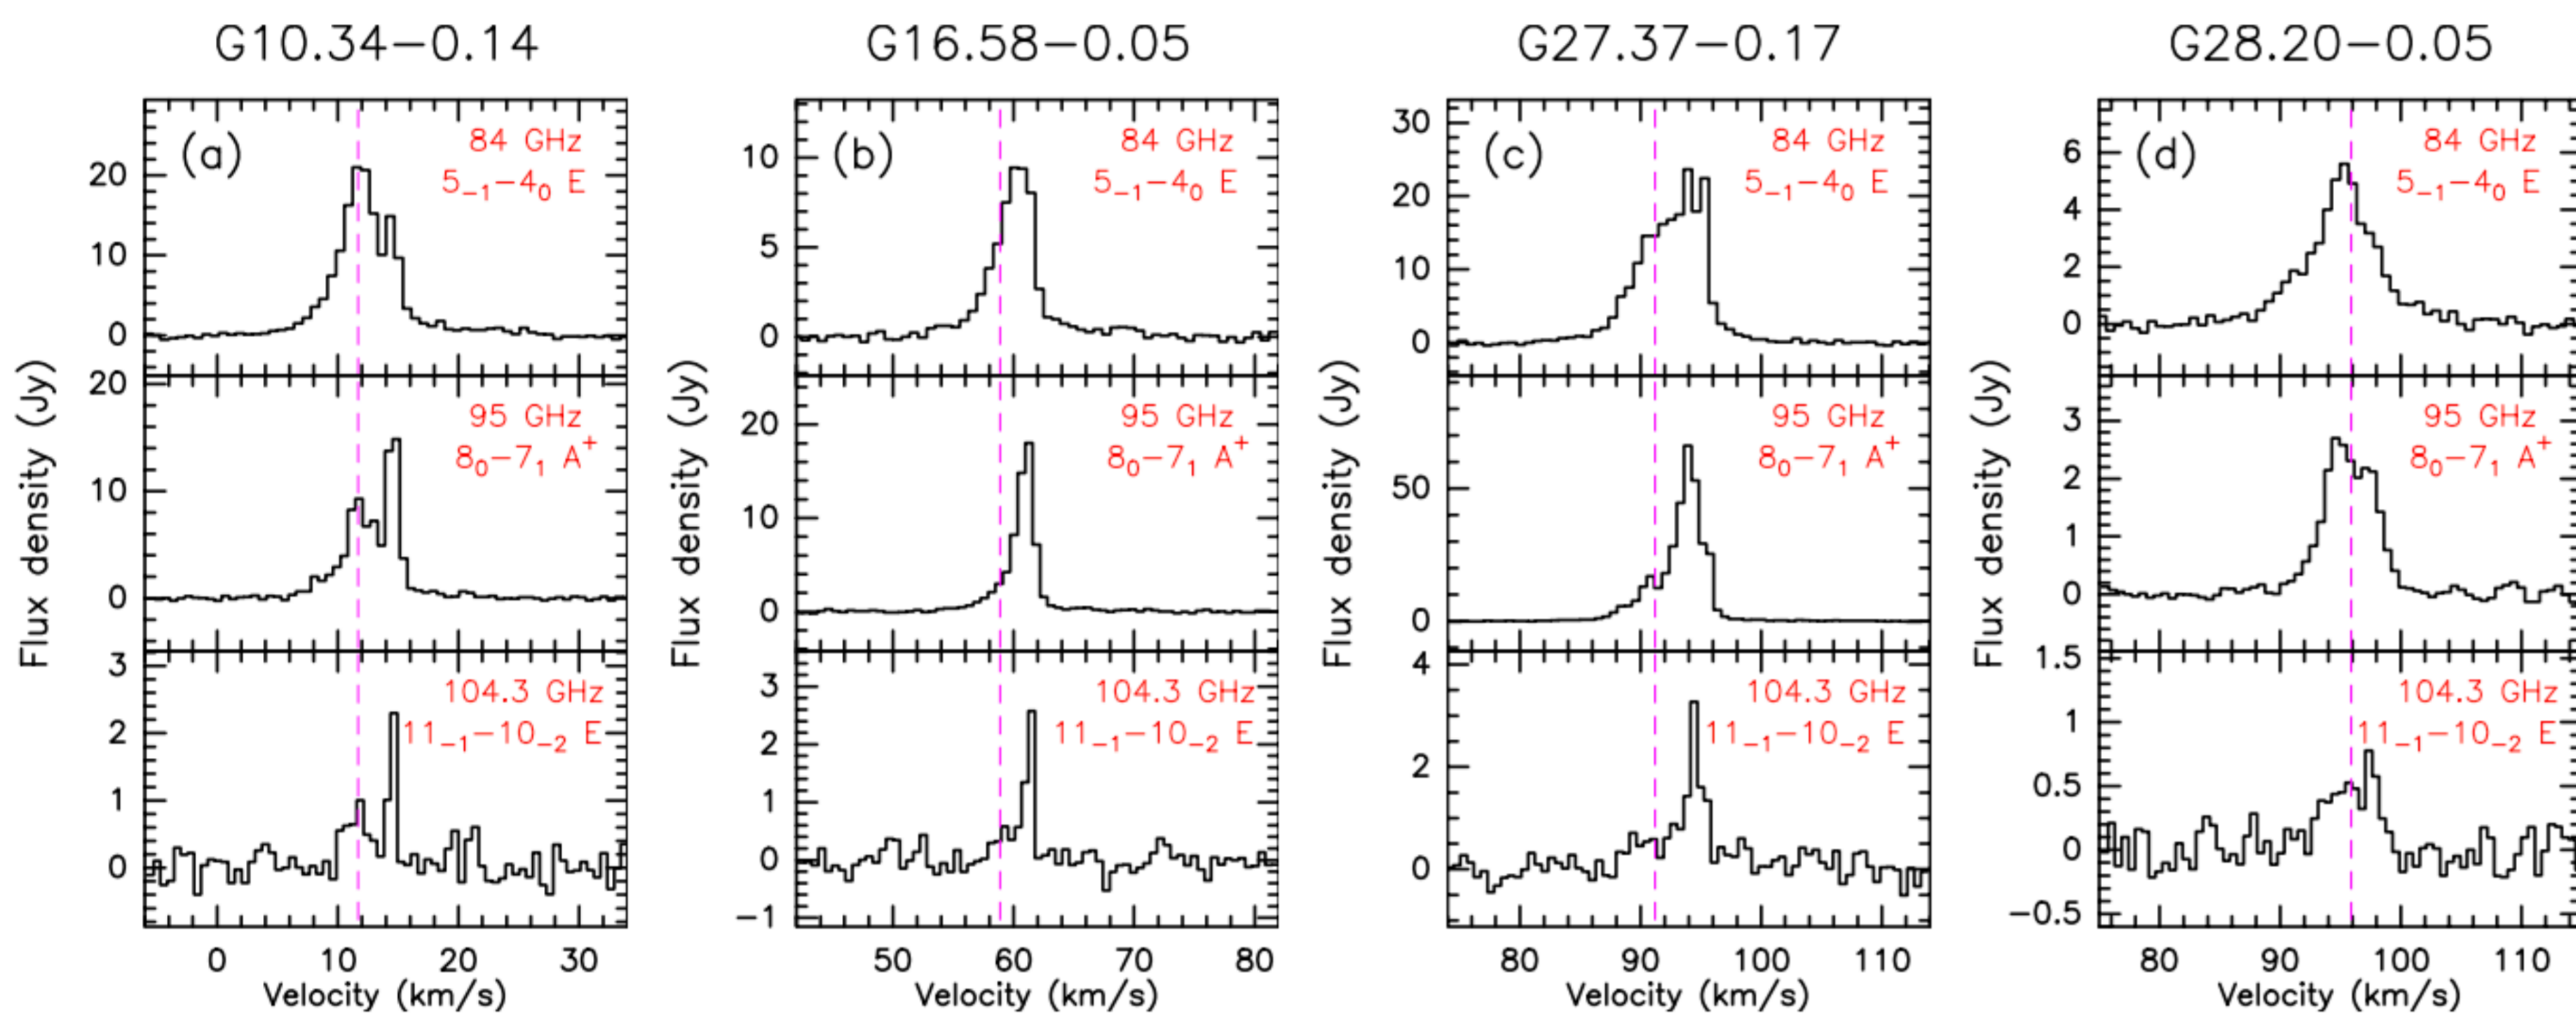 G10.34−0.14
G16.58−0.05
G27.37−0.17
G28.20−0.05
(a)
84 GHz
5₋₁−4₀ E
20
10
0
95 GHz
8₀−7₁ A⁺
20
10
0
104.3 GHz
11₋₁−10₋₂ E
3
2
1
0
0 10 20 30
Velocity (km/s)
Flux density (Jy)
(b)
84 GHz
5₋₁−4₀ E
10
5
0
95 GHz
8₀−7₁ A⁺
20
10
0
104.3 GHz
11₋₁−10₋₂ E
3
2
1
0
−1
50 60 70 80
Velocity (km/s)
Flux density (Jy)
(c)
84 GHz
5₋₁−4₀ E
30
20
10
0
95 GHz
8₀−7₁ A⁺
50
0
104.3 GHz
11₋₁−10₋₂ E
4
2
0
80 90 100 110
Velocity (km/s)
Flux density (Jy)
(d)
84 GHz
5₋₁−4₀ E
6
4
2
0
95 GHz
8₀−7₁ A⁺
3
2
1
0
104.3 GHz
11₋₁−10₋₂ E
1.5
1
0.5
0
−0.5
80 90 100 110
Velocity (km/s)
Flux density (Jy)